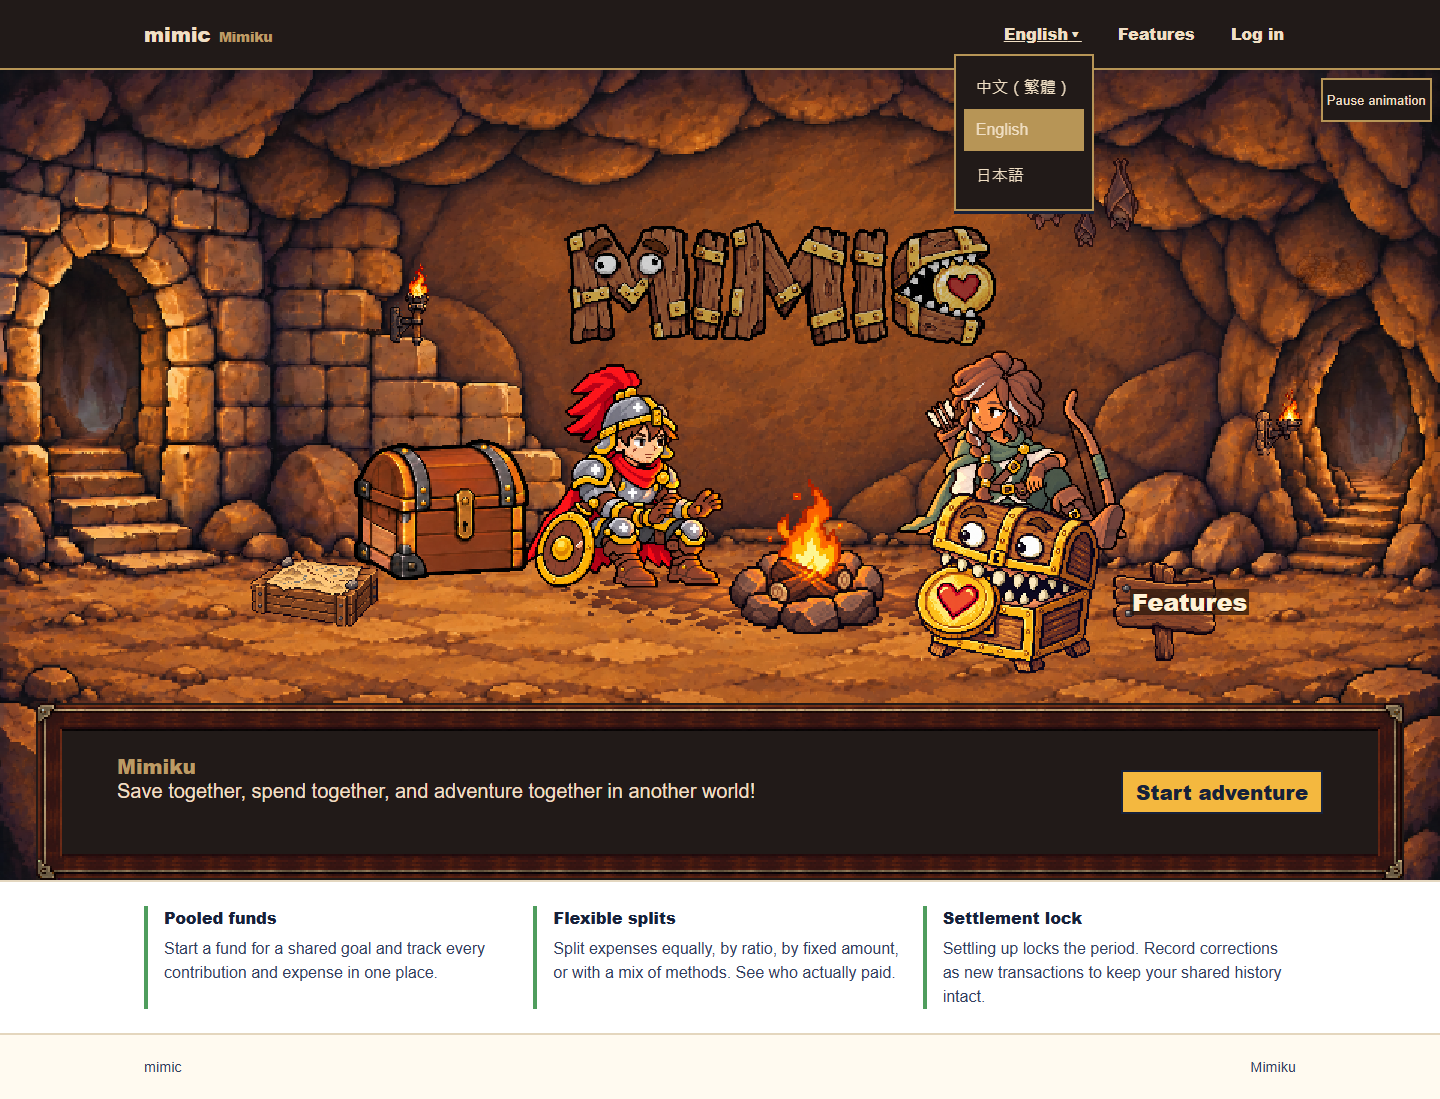 mimic Mimiku
English ▾ Features Log in
中文（繁體）
English
日本語
Pause animation
MIMIC
Features
Mimiku
Save together, spend together, and adventure together in another world!
Start adventure
Pooled funds
Start a fund for a shared goal and track every
contribution and expense in one place.
Flexible splits
Split expenses equally, by ratio, by fixed amount,
or with a mix of methods. See who actually paid.
Settlement lock
Settling up locks the period. Record corrections
as new transactions to keep your shared history
intact.
mimic
Mimiku